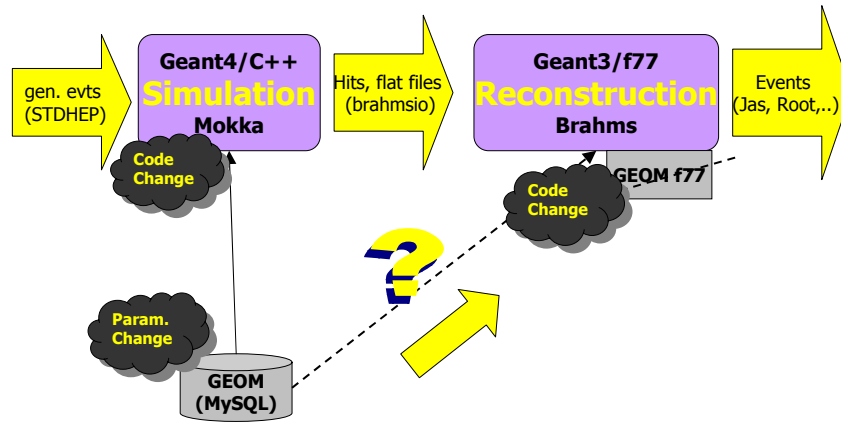 gen. evts
(STDHEP)
Geant4/C++
Simulation
Mokka
Hits, flat files
(brahmsio)
Geant3/f77
Reconstruction
Brahms
Events
(Jas, Root,..)
Code
Change
GEOM f77
Code
Change
?
Param.
Change
GEOM
(MySQL)